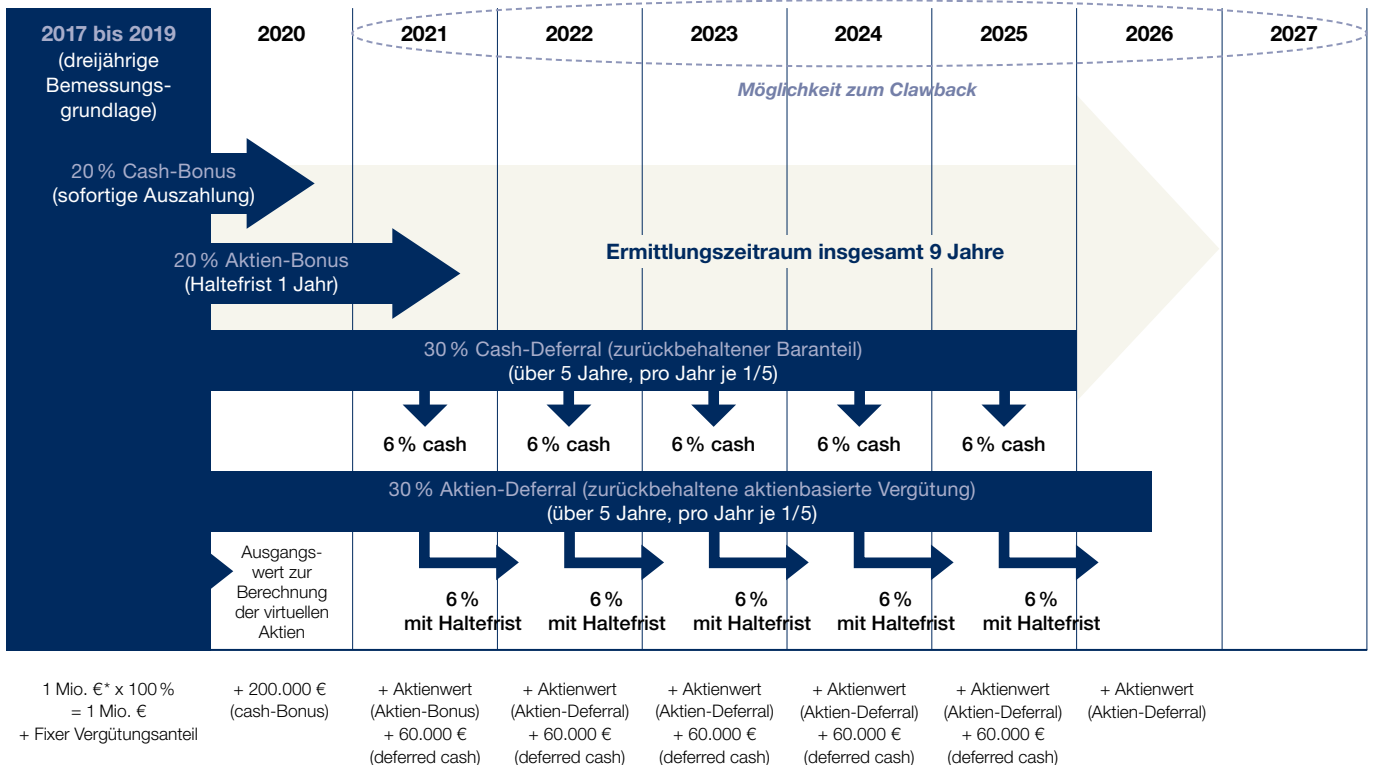 2017 bis 2019
(dreijährige
Bemessungs-
grundlage)
2020
2021
2022
2023
2024
2025
2026
2027
Möglichkeit zum Clawback
20 % Cash-Bonus
(sofortige Auszahlung)
20 % Aktien-Bonus
(Haltefrist 1 Jahr)
Ermittlungszeitraum insgesamt 9 Jahre
30 % Cash-Deferral (zurückbehaltener Baranteil)
(über 5 Jahre, pro Jahr je 1/5)
6 % cash
6 % cash
6 % cash
6 % cash
6 % cash
30 % Aktien-Deferral (zurückbehaltene aktienbasierte Vergütung)
(über 5 Jahre, pro Jahr je 1/5)
Ausgangs-
wert zur
Berechnung
der virtuellen
Aktien
6 %
mit Haltefrist
6 %
mit Haltefrist
6 %
mit Haltefrist
6 %
mit Haltefrist
6 %
mit Haltefrist
1 Mio. €* x 100 %
= 1 Mio. €
+ Fixer Vergütungsanteil
+ 200.000 €
(cash-Bonus)
+ Aktienwert
(Aktien-Bonus)
+ 60.000 €
(deferred cash)
+ Aktienwert
(Aktien-Deferral)
+ 60.000 €
(deferred cash)
+ Aktienwert
(Aktien-Deferral)
+ 60.000 €
(deferred cash)
+ Aktienwert
(Aktien-Deferral)
+ 60.000 €
(deferred cash)
+ Aktienwert
(Aktien-Deferral)
+ 60.000 €
(deferred cash)
+ Aktienwert
(Aktien-Deferral)